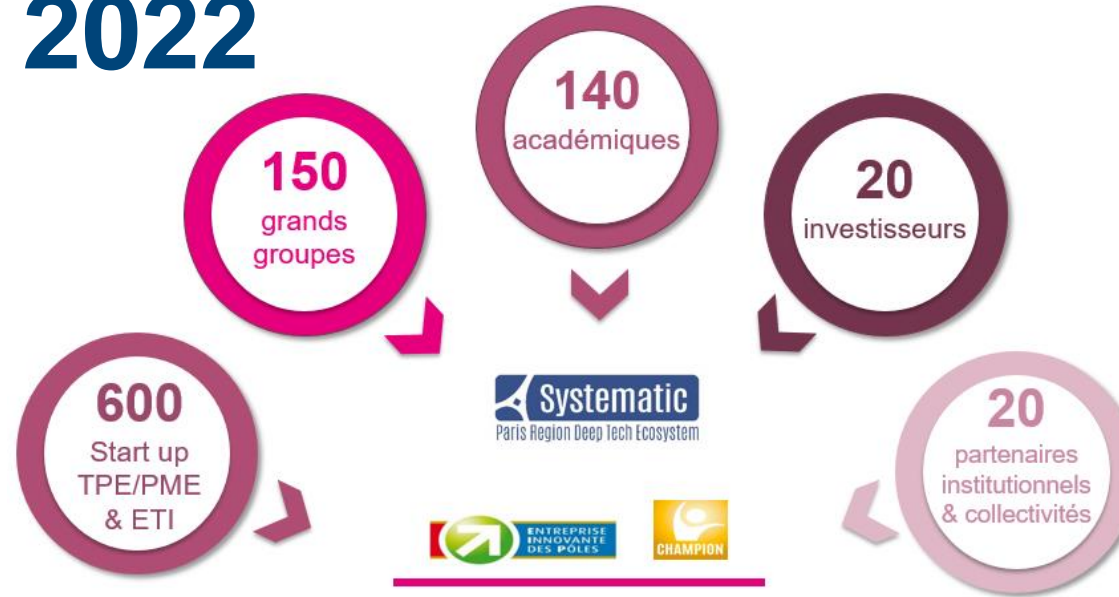 2022
140
académiques
150
grands
groupes
20
investisseurs
600
Start up
TPE/PME
& ETI
Systematic
Paris Region Deep Tech Ecosystem
20
partenaires
institutionnels
& collectivités
ENTREPRISE
INNOVANTE
DES PÔLES
CHAMPION